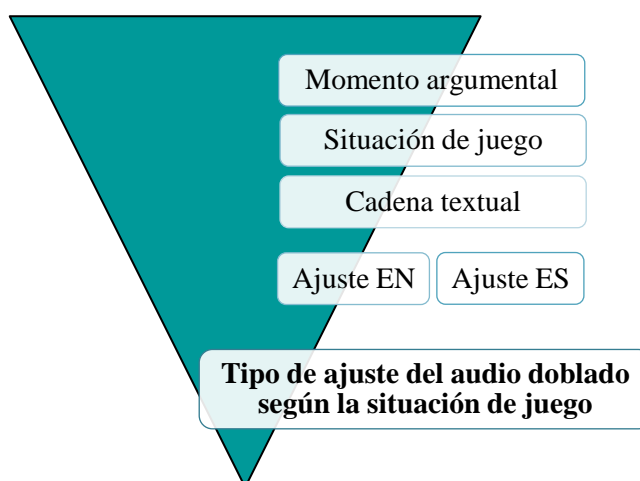 Momento argumental
Situación de juego
Cadena textual
Ajuste EN Ajuste ES
Tipo de ajuste del audio doblado
según la situación de juego